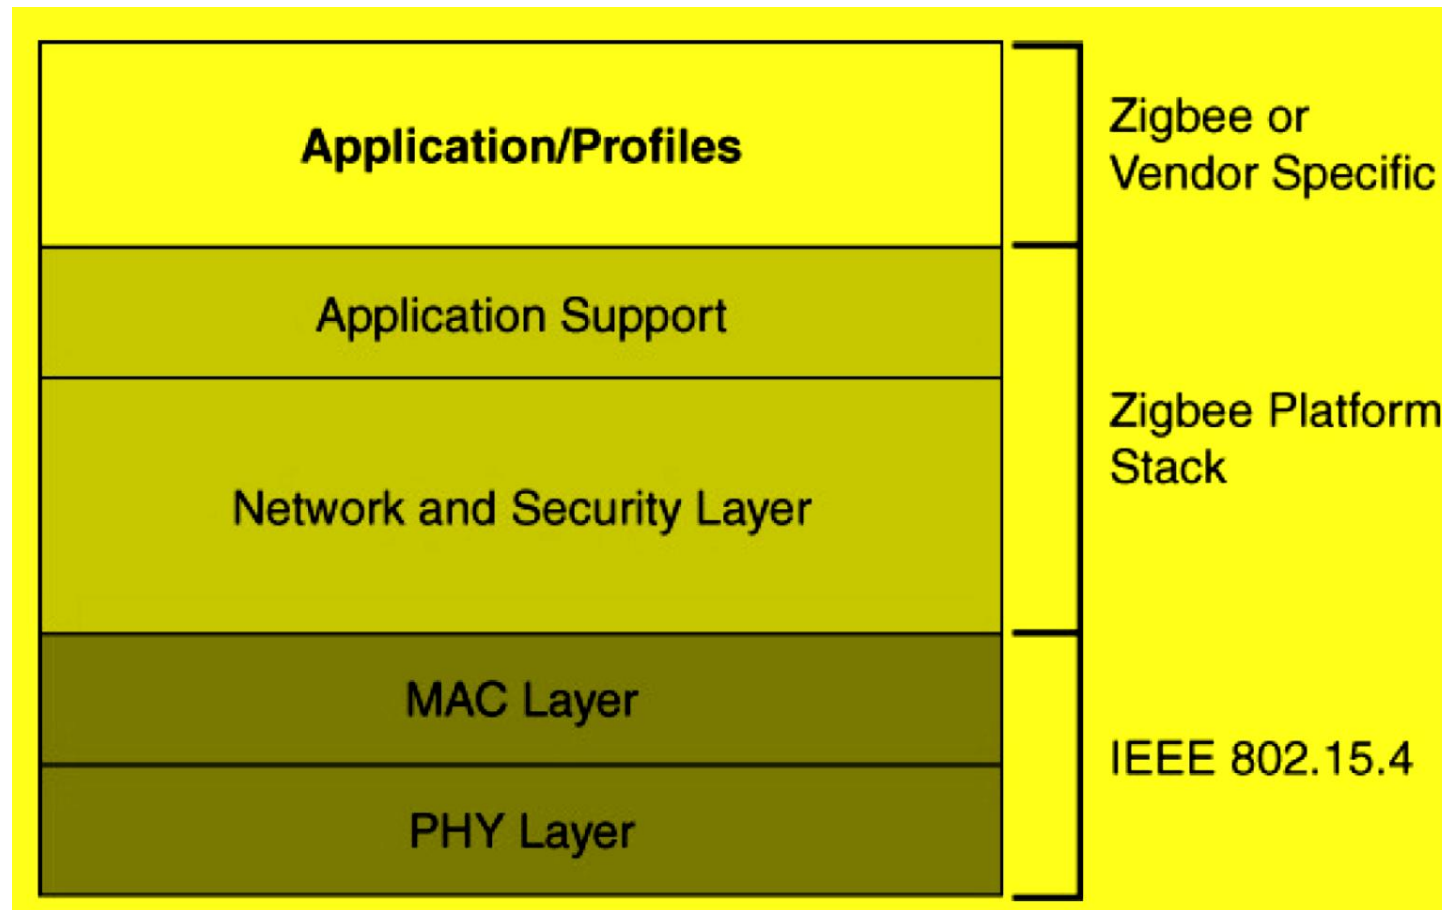 Application/Profiles
Zigbee or
Vendor Specific
Application Support
Zigbee Platform
Stack
Network and Security Layer
MAC Layer
IEEE 802.15.4
PHY Layer